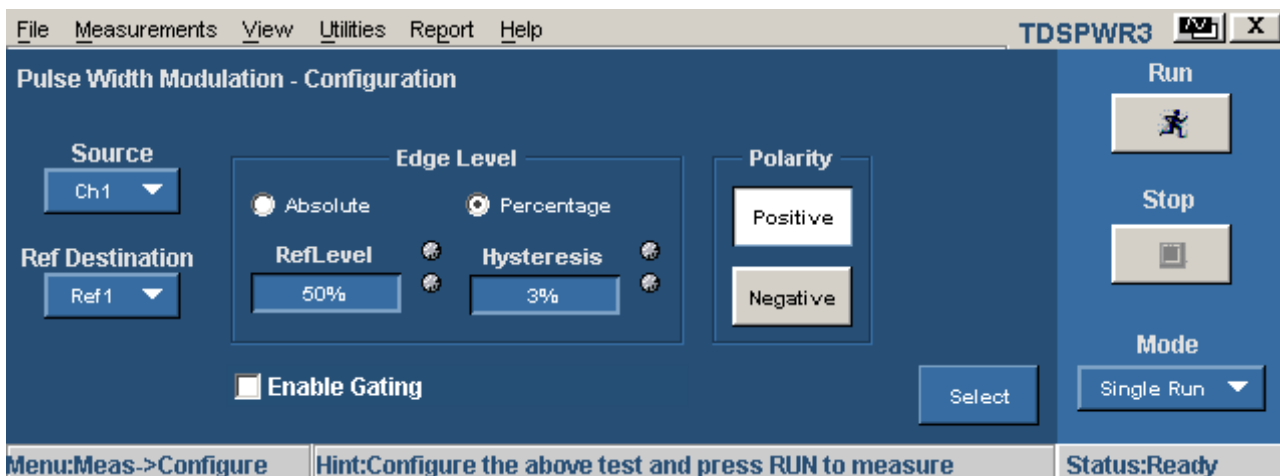 File Measurements View Utilities Report Help TDSPWR3 X
Pulse Width Modulation - Configuration
Run
Source
Ch1
Edge Level
Absolute Percentage
RefLevel Hysteresis
50% 3%
Polarity
Positive
Negative
Stop
Ref Destination
Ref1
Mode
Single Run
Enable Gating
Select
Menu:Meas->Configure Hint:Configure the above test and press RUN to measure Status:Ready